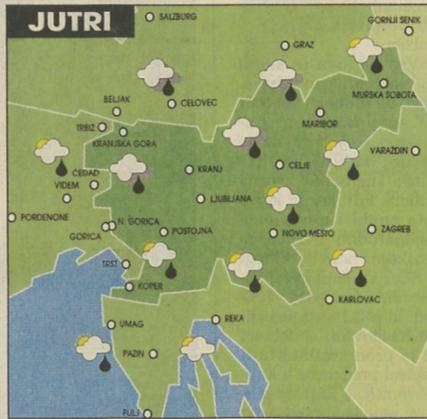 JUTRI
SALZBURG
GORNJI SENIK
GRAZ
MURSKA SOBOTA
BELJAK
CELOVEC
MARIBOR
TRBIŽ
KRANJSKA GORA
VARAŽDIN
ČEDAD
KRANJ
CELJE
VIDEM
LJUBLJANA
PORDENONE
N. GORICA
GORICA
POSTOJNA
NOVO MESTO
ZAGREB
TRST
KOPER
KARLOVAC
UMAG
REKA
PAZIN
PULJ